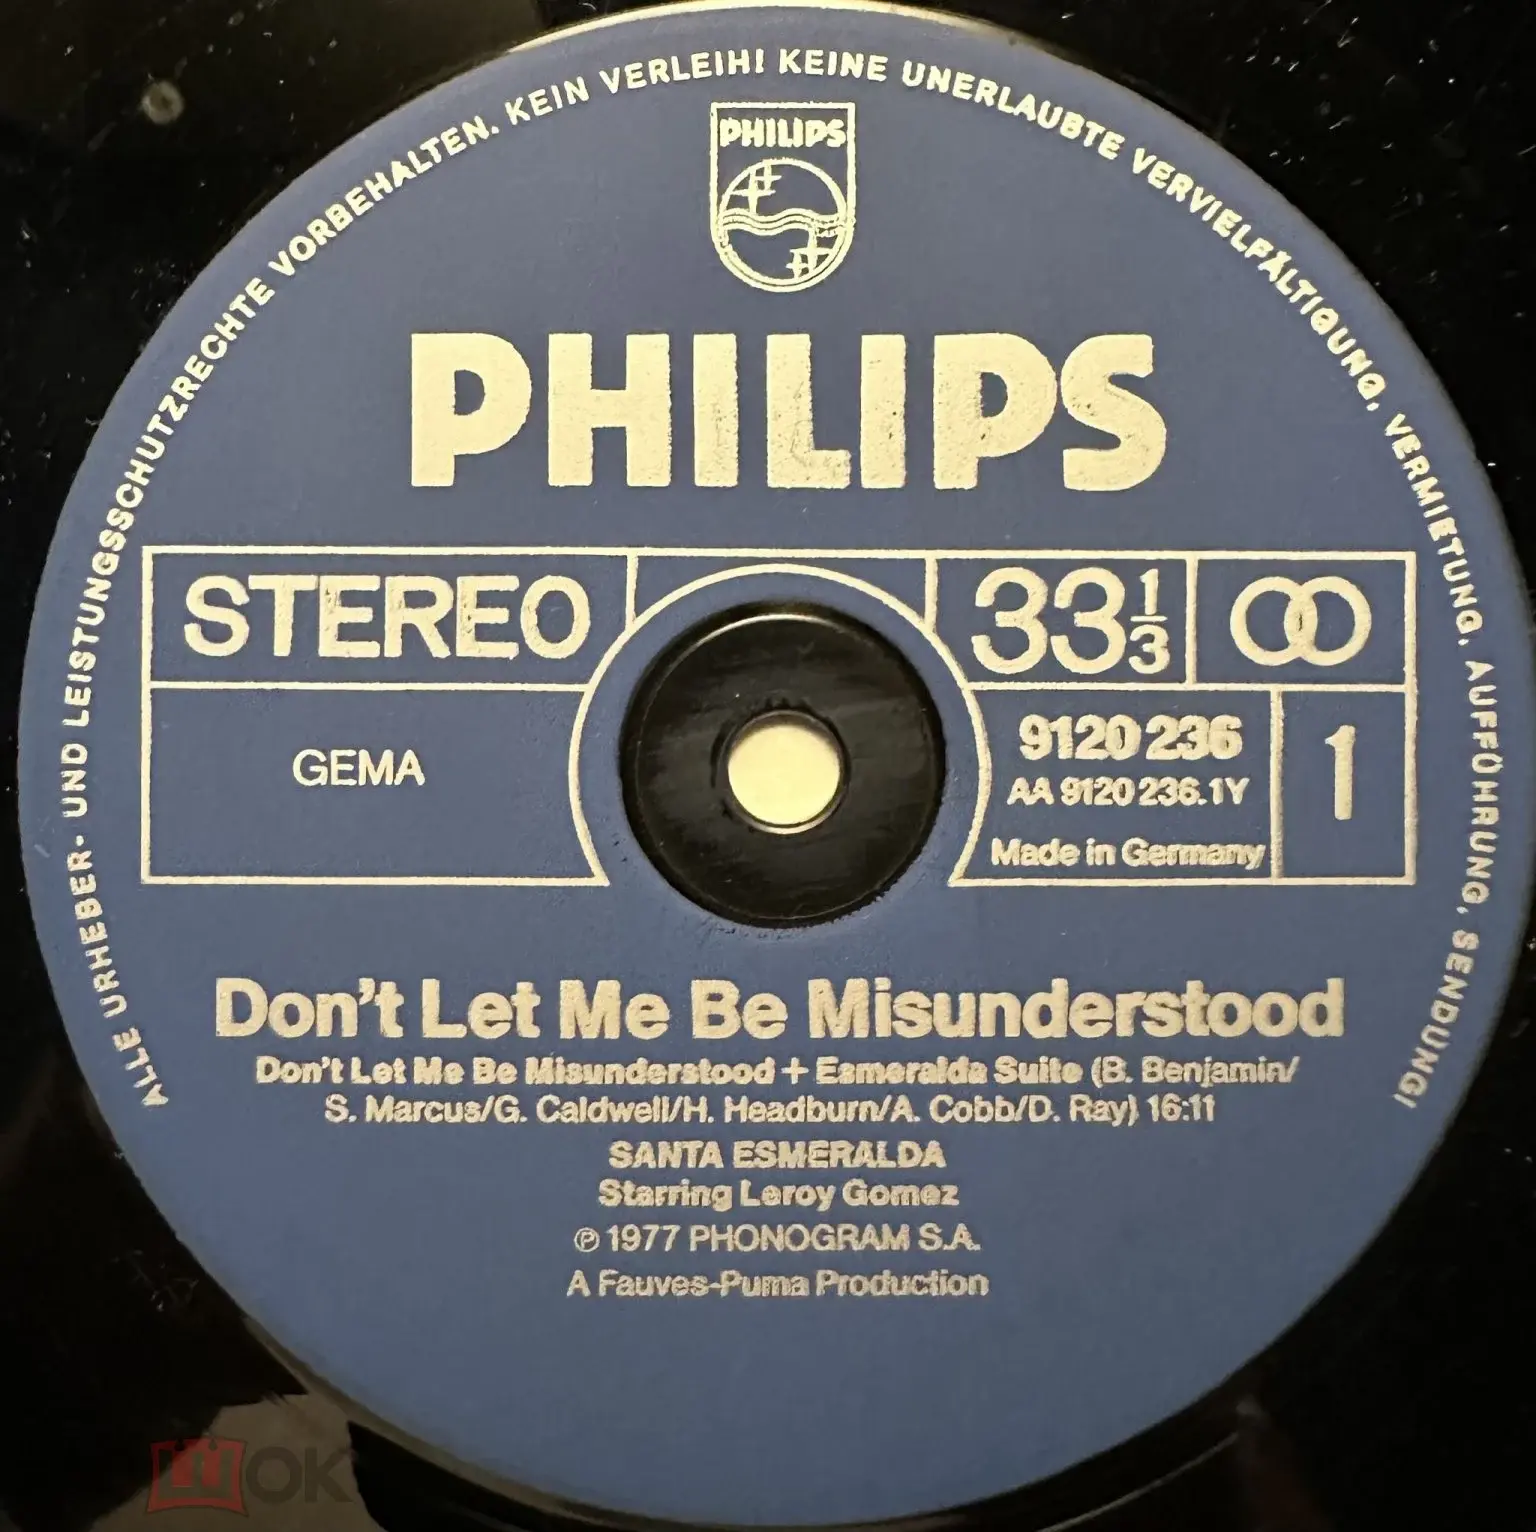 ALLE URHEBER- UND LEISTUNGSSCHUTZRECHTE VORBEHALTEN. KEIN VERLEIH! KEINE UNERLAUBTE VERVIELFÄLTIGUNG, VERMIETUNG, AUFFÜHRUNG, SENDUNG!
PHILIPS
PHILIPS
STEREO
33 1/3
GEMA
9120 236
AA 9120 236.1Y
1
Made in Germany
Don't Let Me Be Misunderstood
Don't Let Me Be Misunderstood + Esmeralda Suite (B. Benjamin/
S. Marcus/G. Caldwell/H. Headburn/A. Cobb/D. Ray) 16:11
SANTA ESMERALDA
Starring Leroy Gomez
℗ 1977 PHONOGRAM S.A.
A Fauves-Puma Production
ШОК